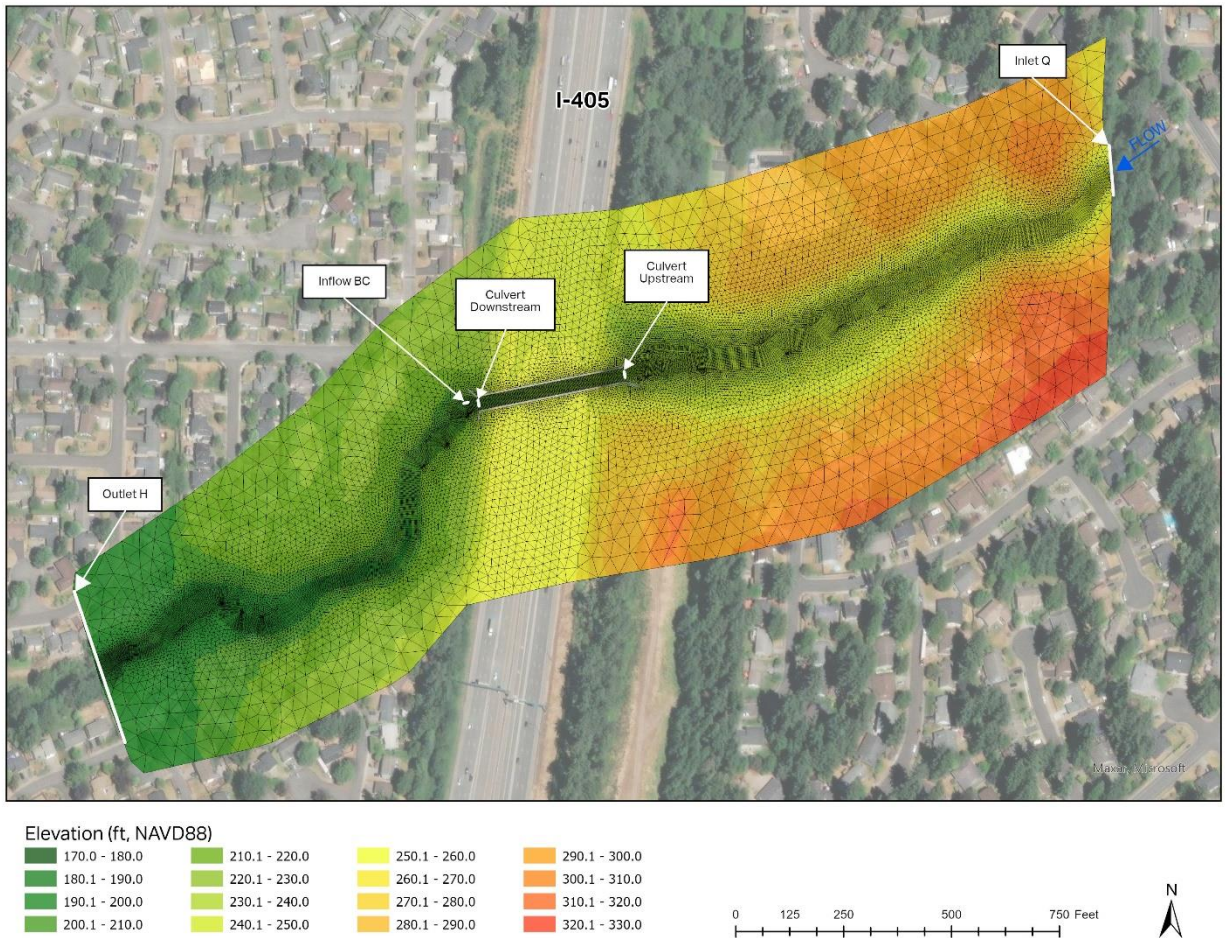 I-405
Inlet Q
FLOW
Culvert
Upstream
Inflow BC
Culvert
Downstream
Outlet H
Maxar, Microsoft
Elevation (ft, NAVD88)
170.0 - 180.0
180.1 - 190.0
190.1 - 200.0
200.1 - 210.0
210.1 - 220.0
220.1 - 230.0
230.1 - 240.0
240.1 - 250.0
250.1 - 260.0
260.1 - 270.0
270.1 - 280.0
280.1 - 290.0
290.1 - 300.0
300.1 - 310.0
310.1 - 320.0
320.1 - 330.0
0 125 250 500 750 Feet
N